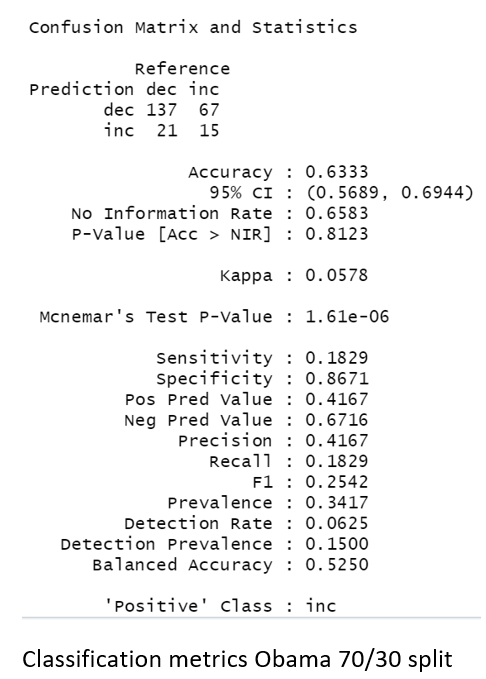 Confusion Matrix and Statistics
Reference
Prediction dec inc
dec 137 67
inc 21 15
Accuracy : 0.6333
95% CI : (0.5689, 0.6944)
No Information Rate : 0.6583
P-Value [Acc > NIR] : 0.8123
Kappa : 0.0578
Mcnemar's Test P-Value : 1.61e-06
Sensitivity : 0.1829
Specificity : 0.8671
Pos Pred Value : 0.4167
Neg Pred Value : 0.6716
Precision : 0.4167
Recall : 0.1829
F1 : 0.2542
Prevalence : 0.3417
Detection Rate : 0.0625
Detection Prevalence : 0.1500
Balanced Accuracy : 0.5250
'Positive' Class : inc
Classification metrics Obama 70/30 split